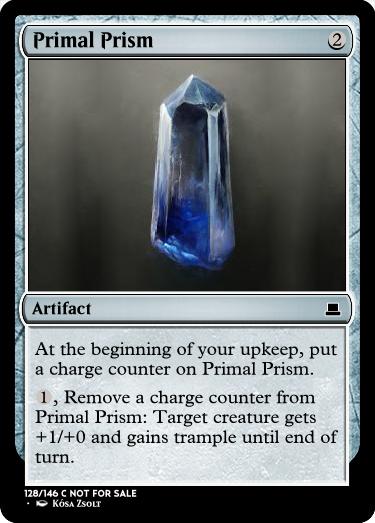 Primal Prism 2
Artifact
At the beginning of your upkeep, put
a charge counter on Primal Prism.
1, Remove a charge counter from
Primal Prism: Target creature gets
+1/+0 and gains trample until end of
turn.
128/146 C NOT FOR SALE
· Kósa Zsolt